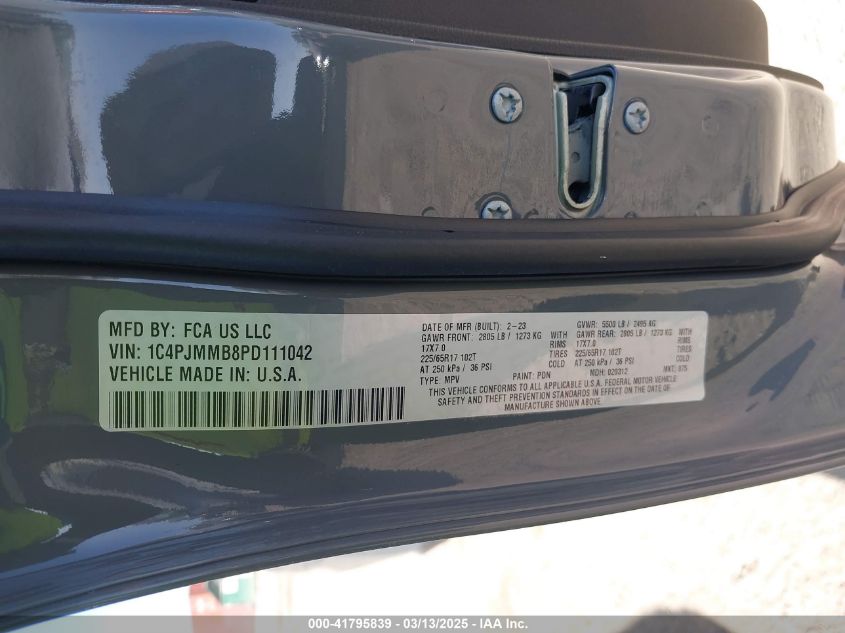 MFD BY: FCA US LLC
VIN: 1C4PJMMB8PD111042
VEHICLE MADE IN: U.S.A.
DATE OF MFR (BUILT): 2-23 GVWR: 5500 LB / 2495 KG
GAWR FRONT: 2805 LB / 1273 KG WITH GAWR REAR: 2805 LB / 1273 KG WITH
17X7.0 RIMS 17X7.0 RIMS
225/65R17 102T TIRES 225/65R17 102T TIRES
AT 250 kPa / 36 PSI COLD AT 250 kPa / 36 PSI COLD
TYPE: MPV PAINT: PDN MDH: 020312 HKT: 875
THIS VEHICLE CONFORMS TO ALL APPLICABLE U.S.A. FEDERAL MOTOR VEHICLE
SAFETY AND THEFT PREVENTION STANDARDS IN EFFECT ON THE DATE OF
MANUFACTURE SHOWN ABOVE
000-41795839 - 03/13/2025 - IAA Inc.